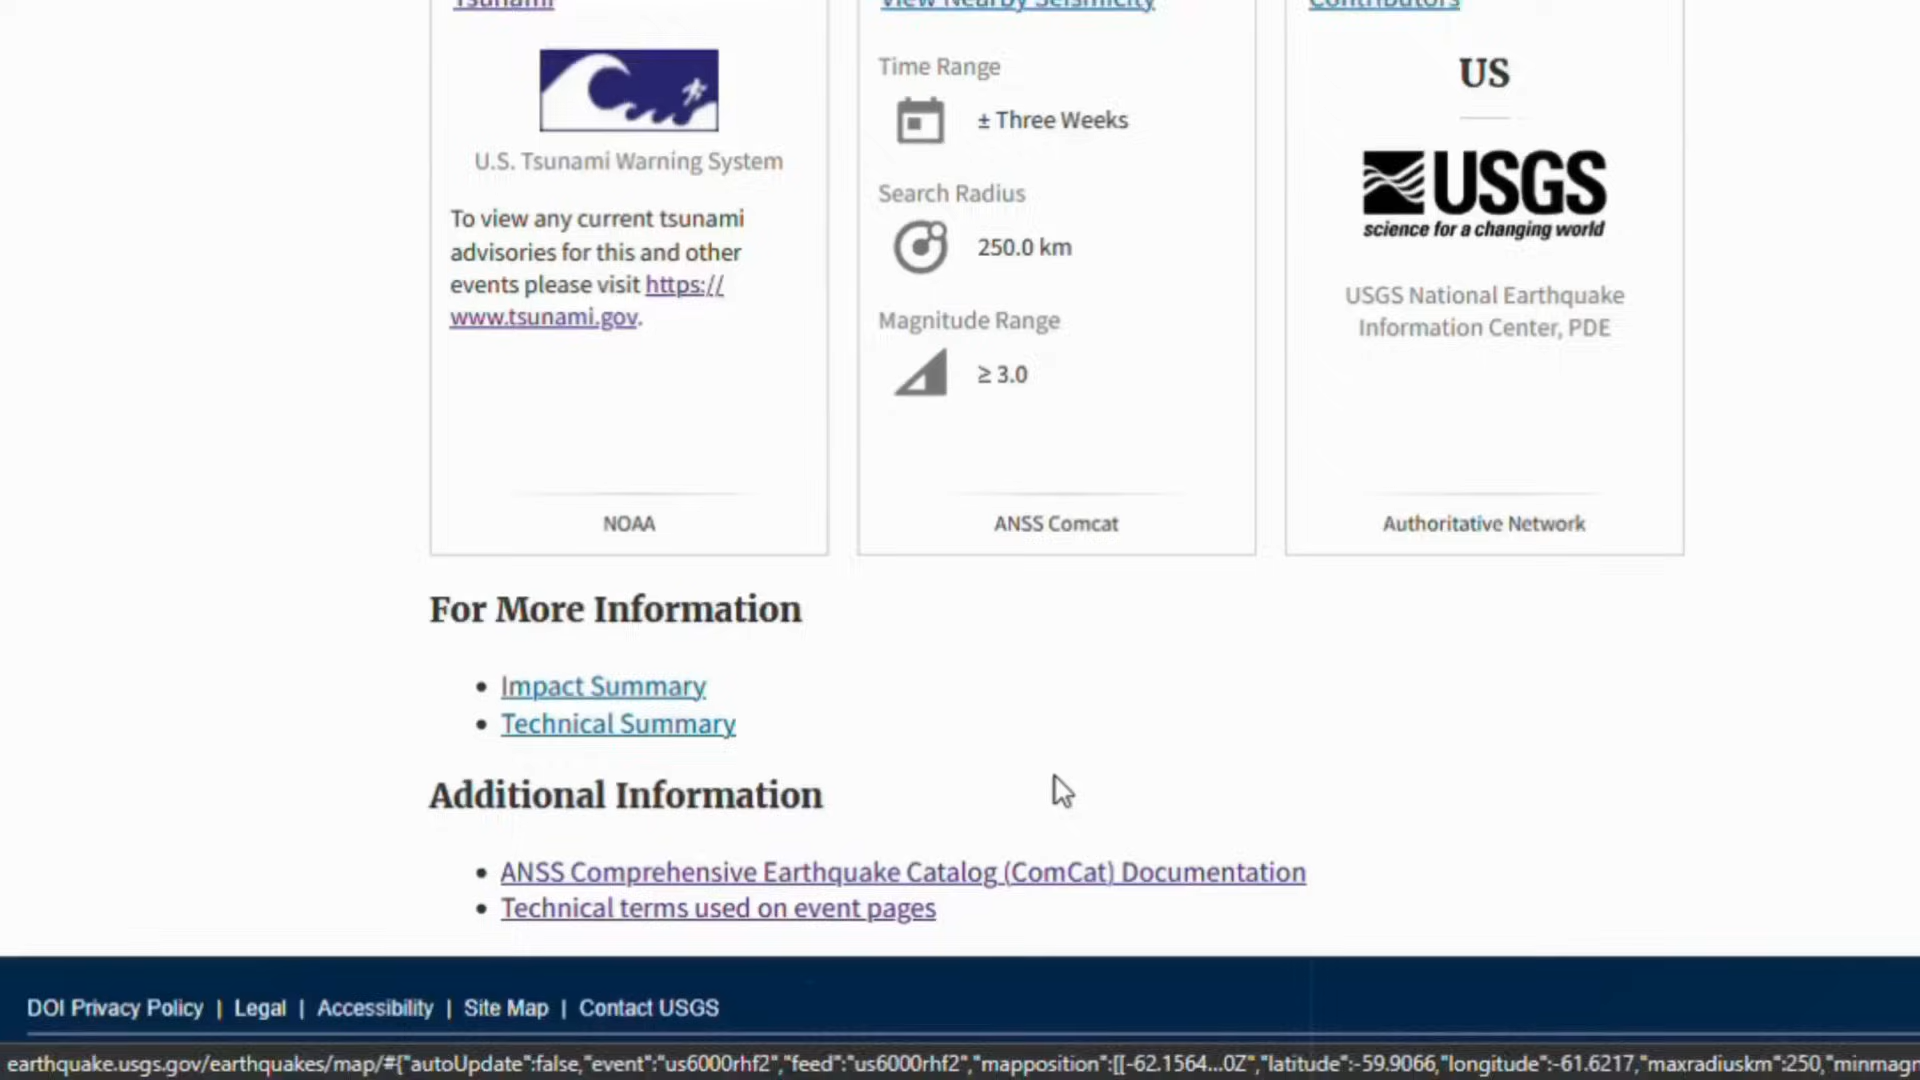 Tsunami
View Nearby Seismicity
Contributors
U.S. Tsunami Warning System
To view any current tsunami
advisories for this and other
events please visit https://
www.tsunami.gov.
NOAA
Time Range
± Three Weeks
Search Radius
250.0 km
Magnitude Range
≥ 3.0
ANSS Comcat
US
USGS
science for a changing world
USGS National Earthquake
Information Center, PDE
Authoritative Network
For More Information
Impact Summary
Technical Summary
Additional Information
ANSS Comprehensive Earthquake Catalog (ComCat) Documentation
Technical terms used on event pages
DOI Privacy Policy | Legal | Accessibility | Site Map | Contact USGS
earthquake.usgs.gov/earthquakes/map/#{"autoUpdate":false,"event":"us6000rhf2","feed":"us6000rhf2","mapposition":[[-62.1564...0Z","latitude":-59.9066,"longitude":-61.6217,"maxradiuskm":250,"minmagn